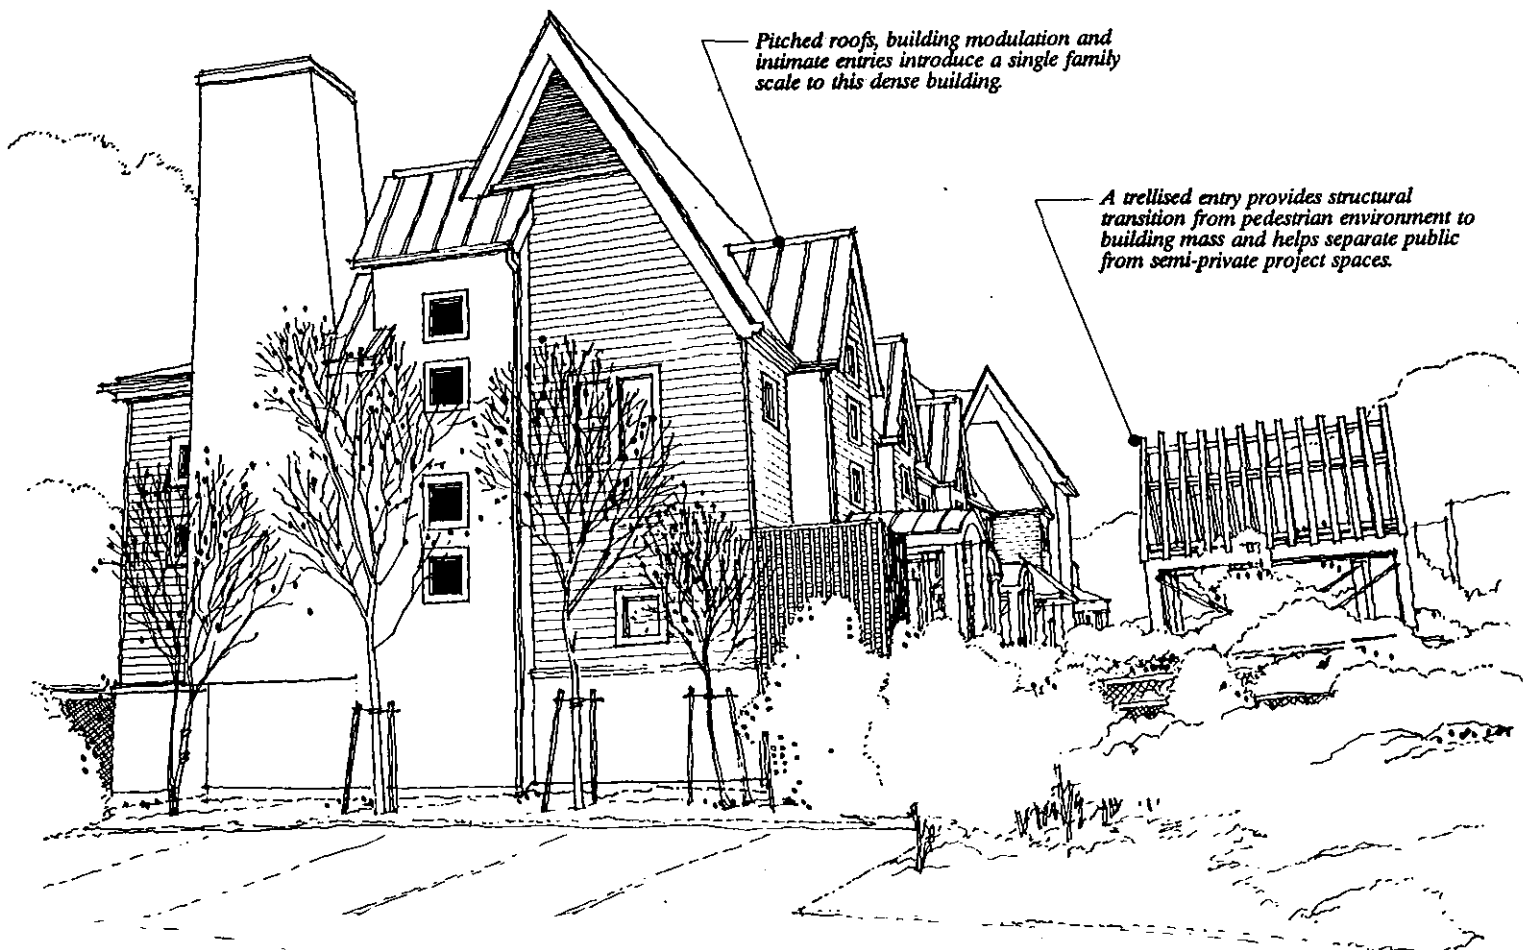 Pitched roofs, building modulation and
intimate entries introduce a single family
scale to this dense building.
A trellised entry provides structural
transition from pedestrian environment to
building mass and helps separate public
from semi-private project spaces.